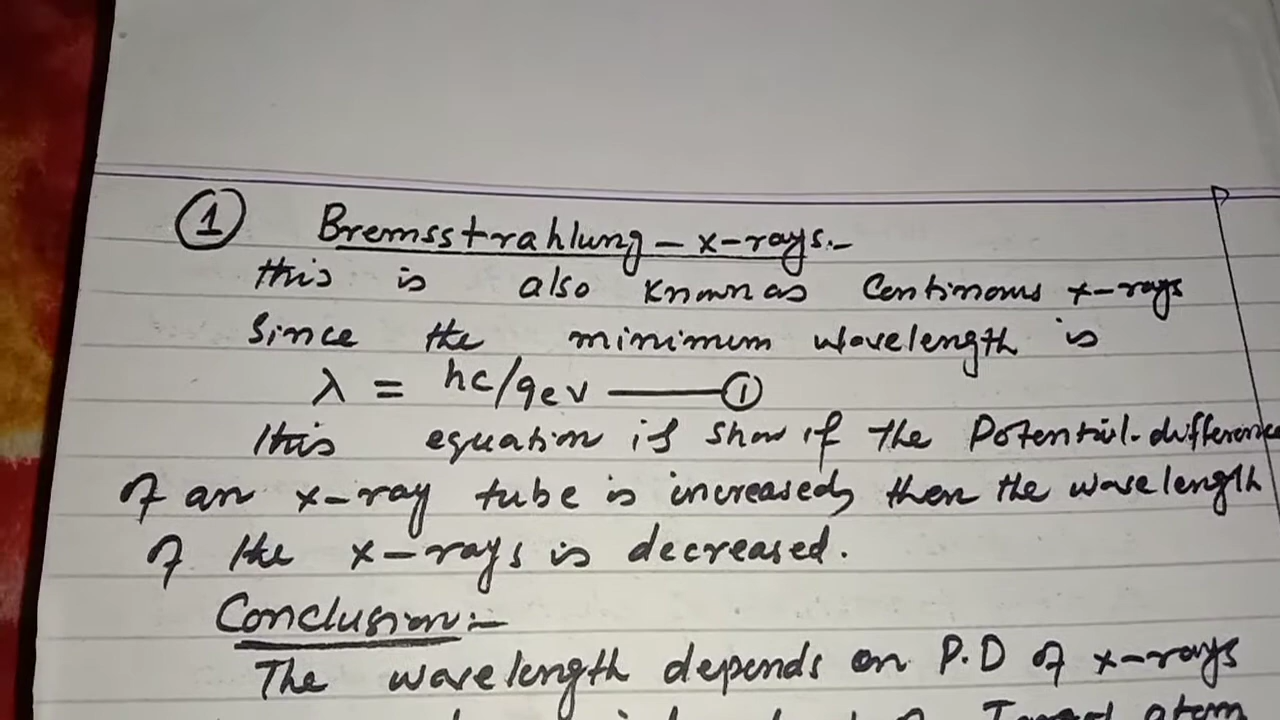 ① Bremsstrahlung - x-rays:-
this is also known as Continous x-rays
Since the minimum wavelength is
λ = hc/qev —— ①
this equation is show if the Potential-difference
of an x-ray tube is increased, then the wavelength
of the x-rays is decreased.
Conclusion:-
The wavelength depends on P.D of x-rays
atom